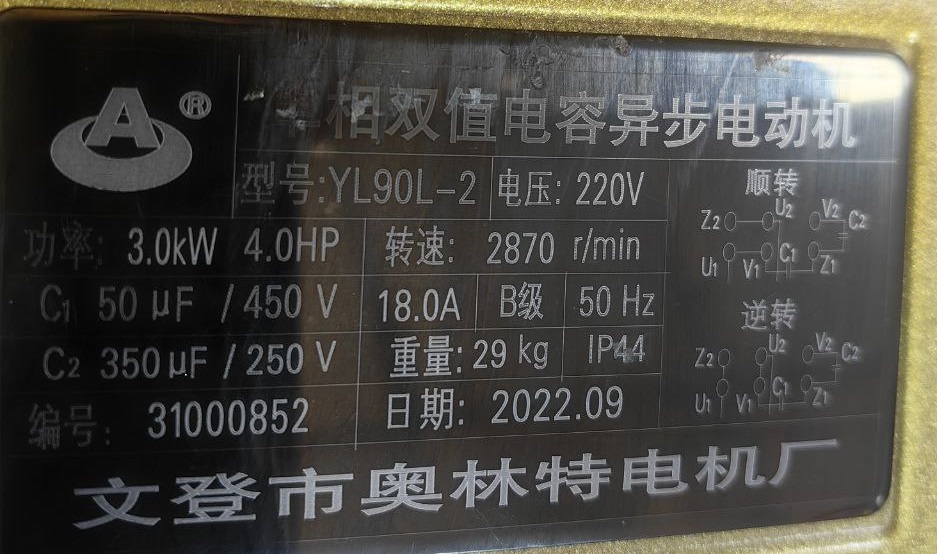 A ®
单相双值电容异步电动机
型号:YL90L-2 电压: 220V
功率: 3.0kW 4.0HP 转速: 2870 r/min
C1 50 μF / 450 V 18.0A B级 50 Hz
C2 350 μF / 250 V 重量: 29 kg IP44
编号: 31000852 日期: 2022.09
顺转
Z2 U2 V2 C2
U1 V1 C1 Z1
逆转
Z2 U2 V2 C2
U1 V1 C1 Z1
文登市奥林特电机厂